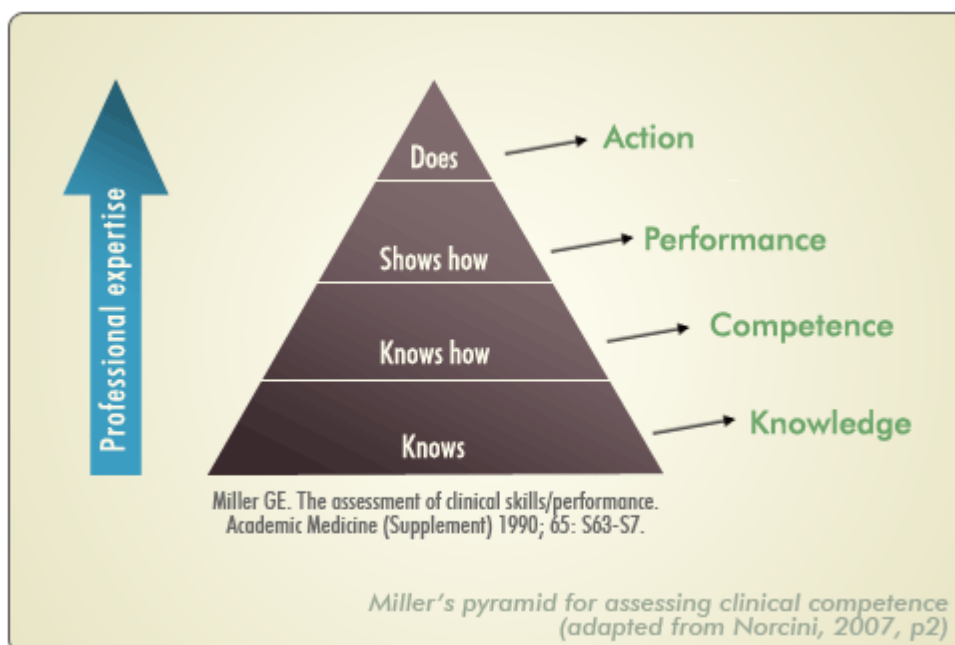 Does
Action
Shows how
Performance
Knows how
Competence
Knows
Knowledge
Professional expertise
Miller GE. The assessment of clinical skills/performance.
Academic Medicine (Supplement) 1990; 65: S63-S7.
Miller's pyramid for assessing clinical competence
(adapted from Norcini, 2007, p2)